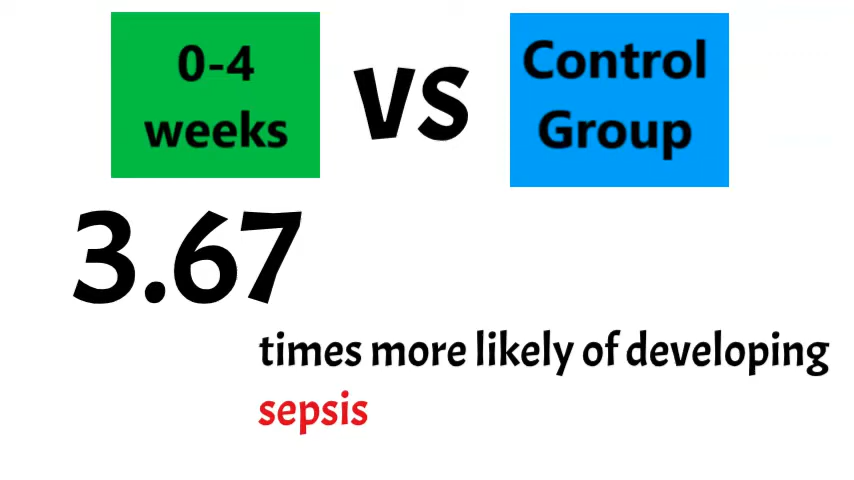 0-4
weeks
vs
Control
Group
3.67
times more likely of developing
sepsis